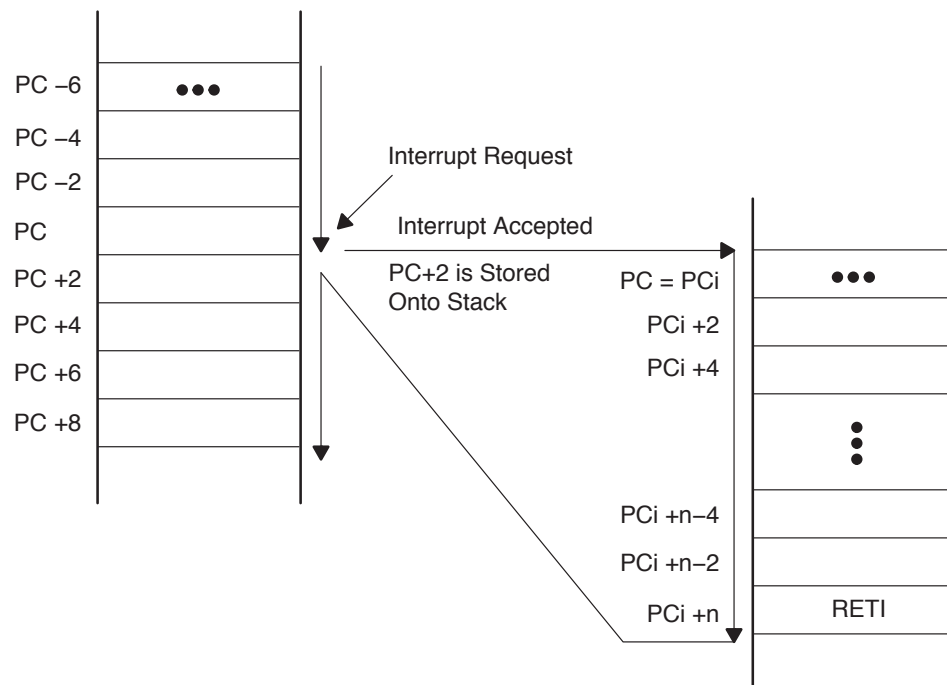 PC −6
PC −4
PC −2
PC
PC +2
PC +4
PC +6
PC +8
Interrupt Request
Interrupt Accepted
PC+2 is Stored
Onto Stack
PC = PCi
PCi +2
PCi +4
PCi +n−4
PCi +n−2
PCi +n
RETI